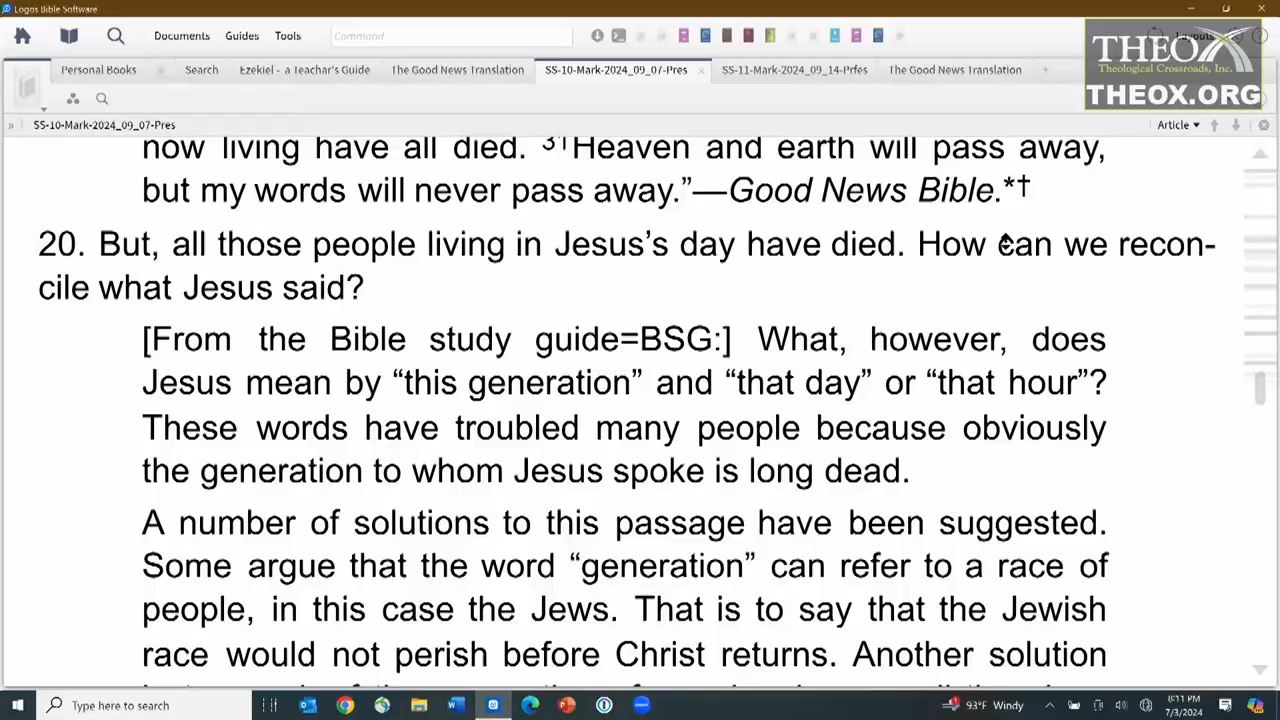 Logos Bible Software
Documents Guides Tools Command
THEOX
Theological Crossroads, Inc.
THEOX.ORG
Personal Books Search Ezekiel - a Teacher's Guide SS-10-Mark-2024_09_07-Pres SS-11-Mark-2024_09_14-Prfes The Good News Translation
SS-10-Mark-2024_09_07-Pres Article
now living have all died. 31Heaven and earth will pass away,
but my words will never pass away.”—Good News Bible.*†
20. But, all those people living in Jesus’s day have died. How can we recon-
cile what Jesus said?
[From the Bible study guide=BSG:] What, however, does
Jesus mean by “this generation” and “that day” or “that hour”?
These words have troubled many people because obviously
the generation to whom Jesus spoke is long dead.
A number of solutions to this passage have been suggested.
Some argue that the word “generation” can refer to a race of
people, in this case the Jews. That is to say that the Jewish
race would not perish before Christ returns. Another solution
Type here to search
93°F Windy
8:11 PM
7/3/2024